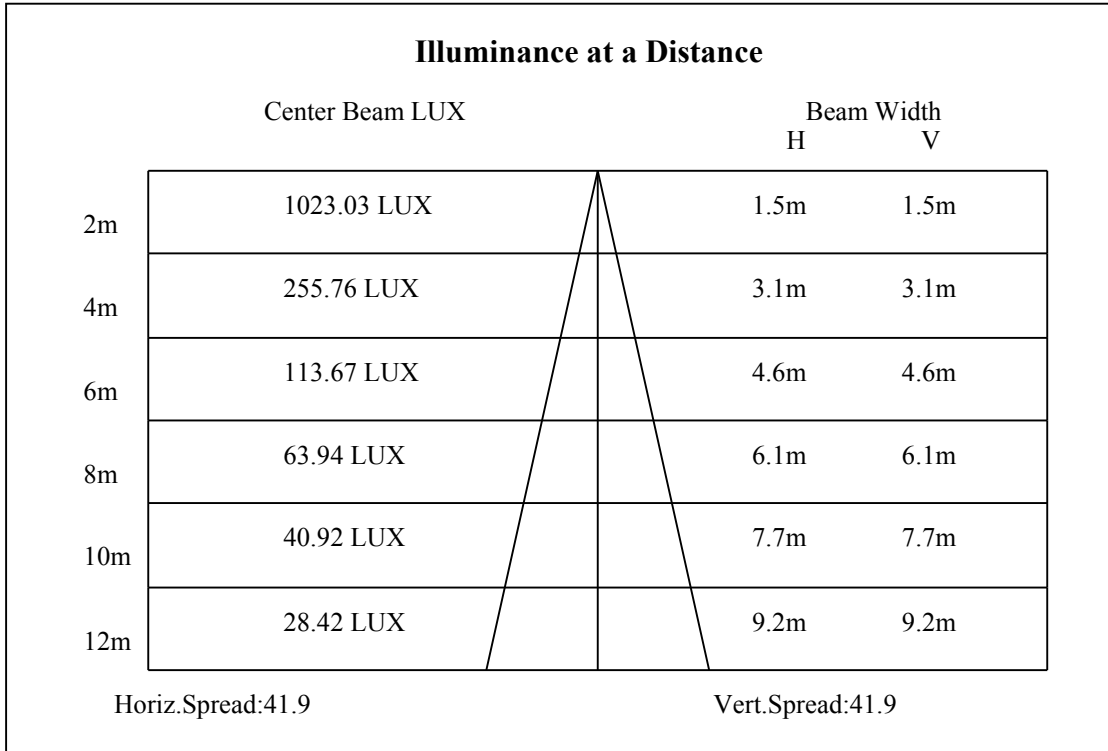 Illuminance at a Distance
Center Beam LUX Beam Width
H V
2m 1023.03 LUX 1.5m 1.5m
4m 255.76 LUX 3.1m 3.1m
6m 113.67 LUX 4.6m 4.6m
8m 63.94 LUX 6.1m 6.1m
10m 40.92 LUX 7.7m 7.7m
12m 28.42 LUX 9.2m 9.2m
Horiz.Spread:41.9 Vert.Spread:41.9